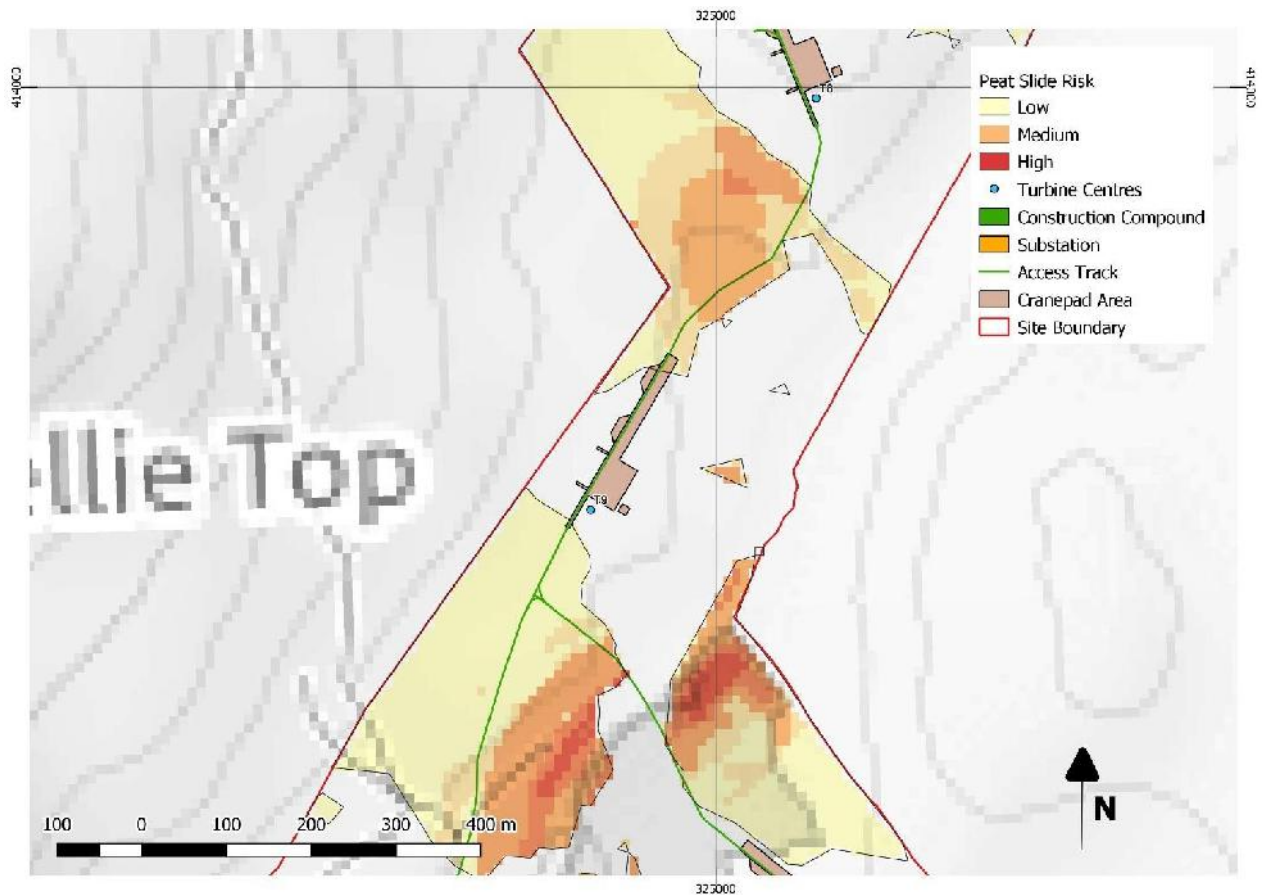 325000
414000
414000
T8
Peat Slide Risk
Low
Medium
High
Turbine Centres
Construction Compound
Substation
Access Track
Cranepad Area
Site Boundary
ellie Top
T9
N
100 0 100 200 300 400 m
325000